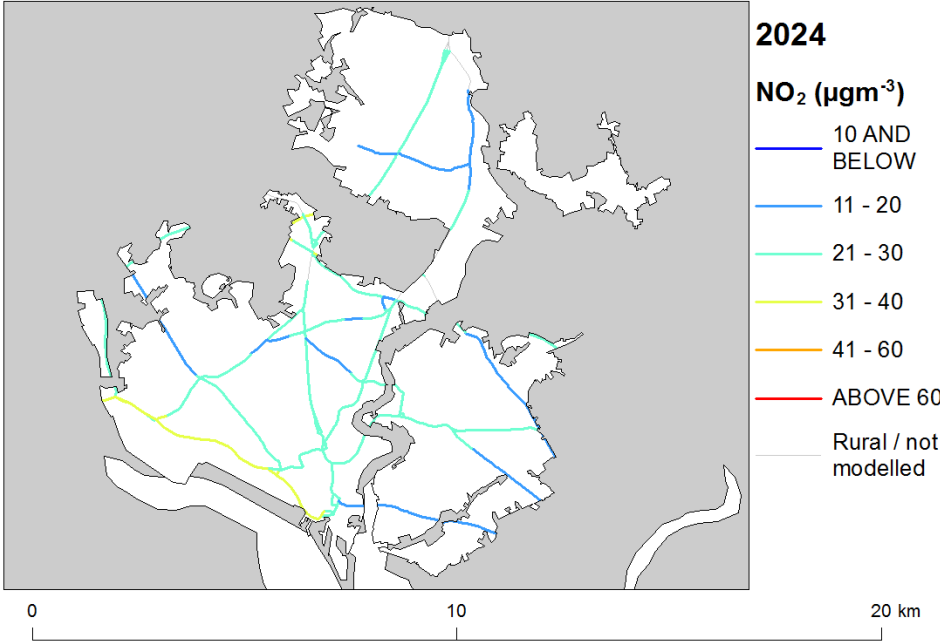 2024
NO₂ (µgm⁻³)
10 AND
BELOW
11 - 20
21 - 30
31 - 40
41 - 60
ABOVE 60
Rural / not
modelled
0 10 20 km